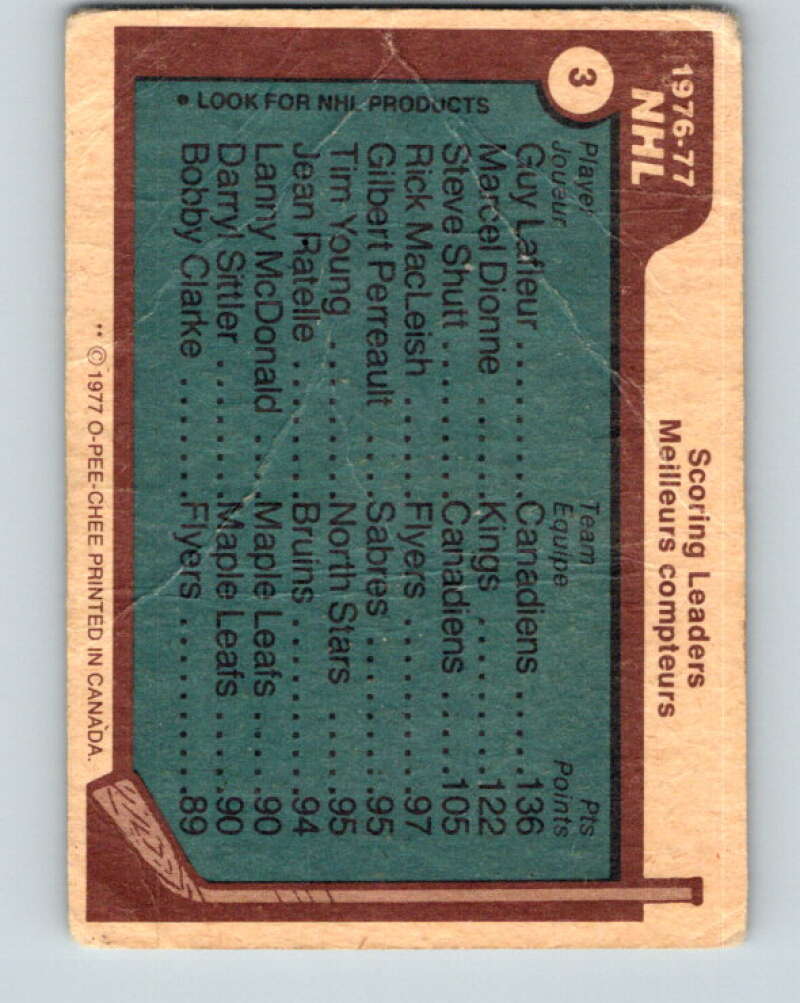 3
1976-77
NHL
Scoring Leaders
Meilleurs compteurs
Player Team Pts
Joueur Equipe Points
Guy Lafleur . . . . . . . . . Canadiens . . . . . 136
Marcel Dionne . . . . . . Kings . . . . . . . . . 122
Steve Shutt . . . . . . . . . Canadiens . . . . . 105
Rick MacLeish . . . . . . Flyers . . . . . . . . . 97
Gilbert Perreault . . . . Sabres . . . . . . . . 95
Tim Young . . . . . . . . . North Stars . . . . . 95
Jean Ratelle . . . . . . . . Bruins . . . . . . . . . 94
Lanny McDonald . . . . Maple Leafs . . . . 90
Darryl Sittler . . . . . . . . Maple Leafs . . . . 90
Bobby Clarke . . . . . . . Flyers . . . . . . . . . 89
• LOOK FOR NHL PRODUCTS
** © 1977 O-PEE-CHEE PRINTED IN CANADA.